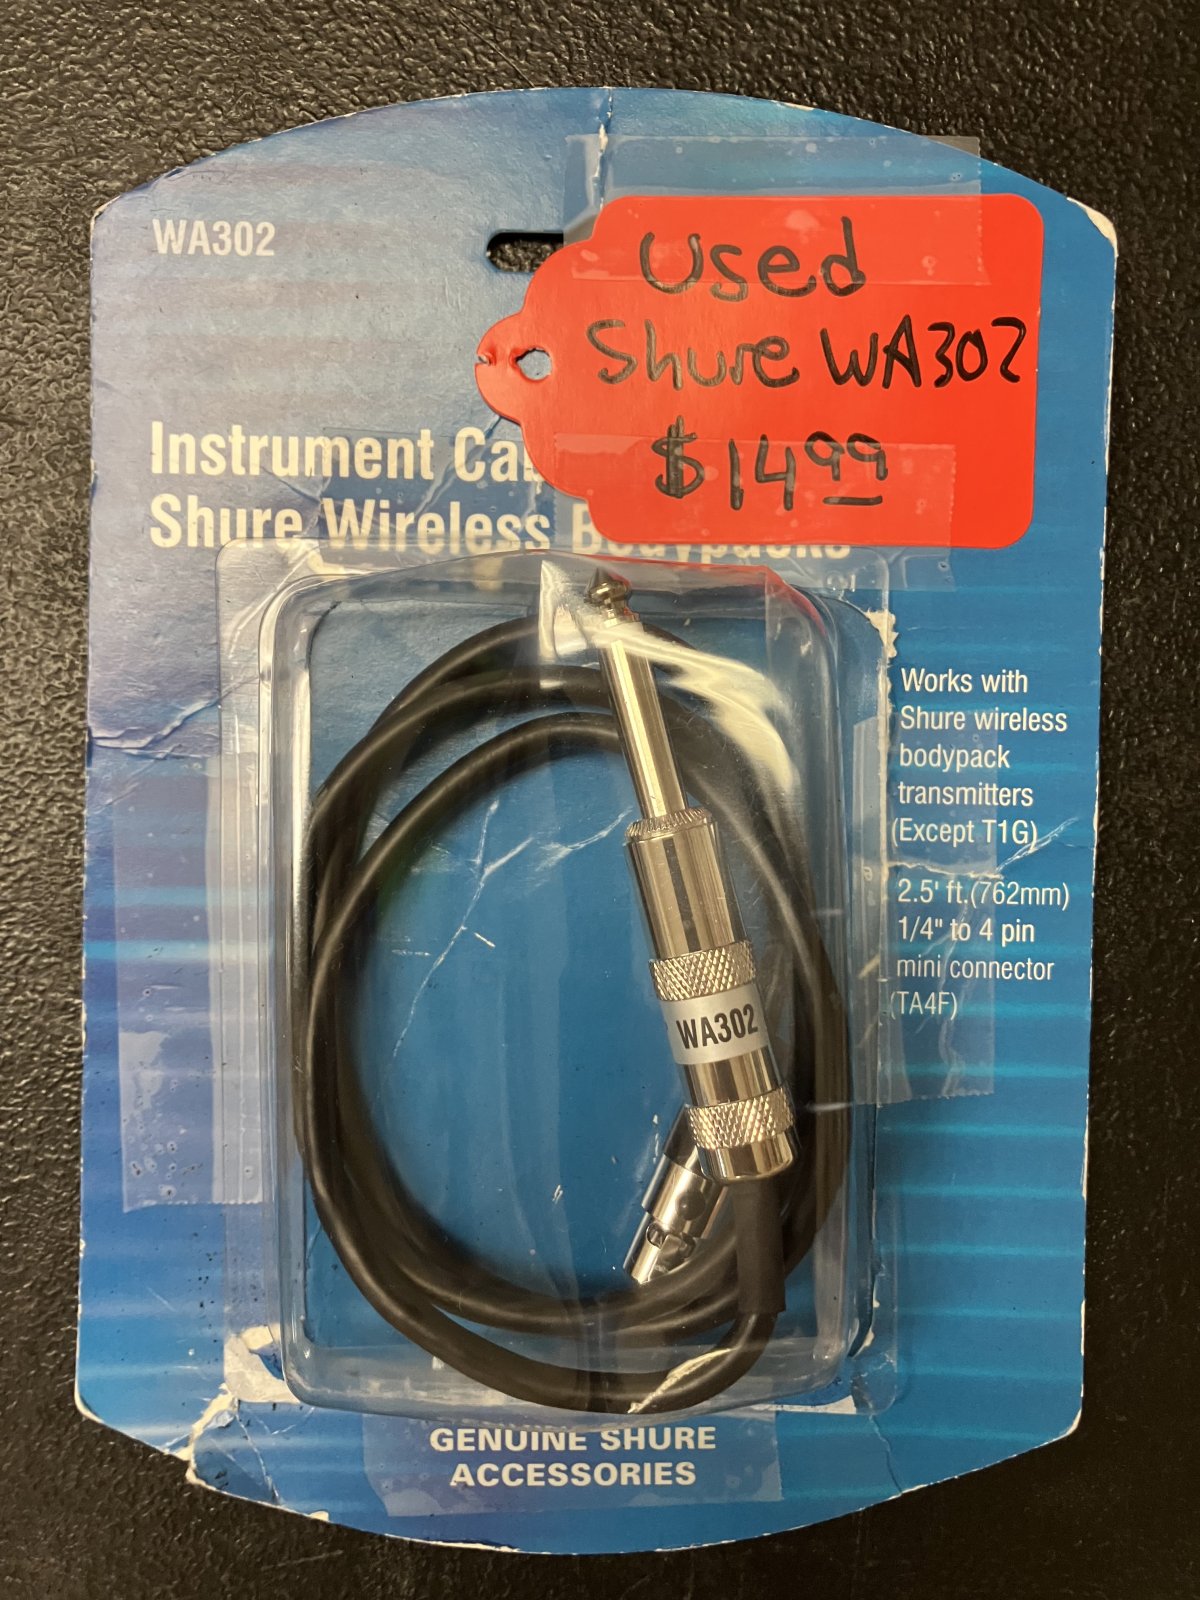 WA302
Used
Shure WA302
$14.99
Instrument
Shure Wireless Bodypacks
Works with
Shure wireless
bodypack
transmitters
(Except T1G)
2.5' ft.(762mm)
1/4" to 4 pin
mini connector
(TA4F)
WA302
GENUINE SHURE
ACCESSORIES